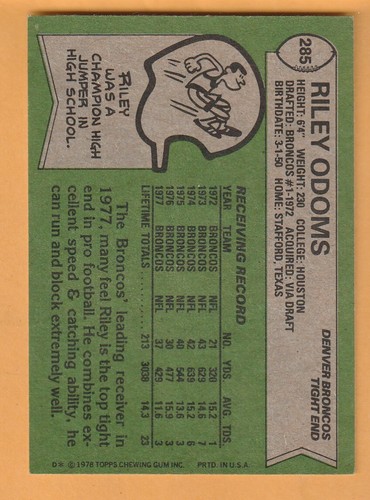 285
RILEY ODOMS
DENVER BRONCOS
TIGHT END
HEIGHT: 6'4" WEIGHT: 230 COLLEGE: HOUSTON
DRAFTED: BRONCOS #1-1972 ACQUIRED: VIA DRAFT
BIRTHDATE: 3-1-50 HOME: STAFFORD, TEXAS
RILEY
WAS A
CHAMPION HIGH
JUMPER IN
HIGH SCHOOL.
RECEIVING RECORD
YEAR TEAM NO. YDS. AVG. TDS.
1972 BRONCOS NFL 21 320 15.2 1
1973 BRONCOS NFL 43 629 14.6 7
1974 BRONCOS NFL 42 639 15.2 6
1975 BRONCOS NFL 40 544 13.6 3
1976 BRONCOS NFL 30 477 15.9 3
1977 BRONCOS NFL 37 429 11.6 3
LIFETIME TOTALS 213 3038 14.3 23
The Broncos' leading receiver in
1977, many feel Riley is the top tight
end in pro football. He combines ex-
cellent speed & catching ability, he
can run and block extremely well.
D* © 1978 TOPPS CHEWING GUM INC. PRTD. IN U.S.A.